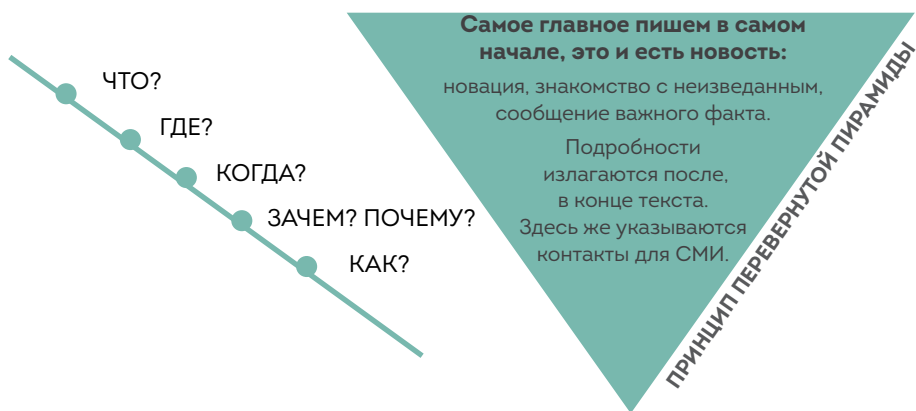 ЧТО?
ГДЕ?
КОГДА?
ЗАЧЕМ? ПОЧЕМУ?
КАК?
Самое главное пишем в самом
начале, это и есть новость:
новация, знакомство с неизведанным,
сообщение важного факта.
Подробности
излагаются после,
в конце текста.
Здесь же указываются
контакты для СМИ.
ПРИНЦИП ПЕРЕВЕРНУТОЙ ПИРАМИДЫ